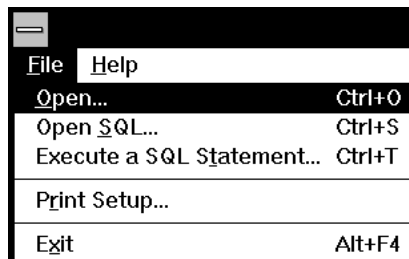 File Help
Open... Ctrl+O
Open SQL... Ctrl+S
Execute a SQL Statement... Ctrl+T
Print Setup...
Exit Alt+F4